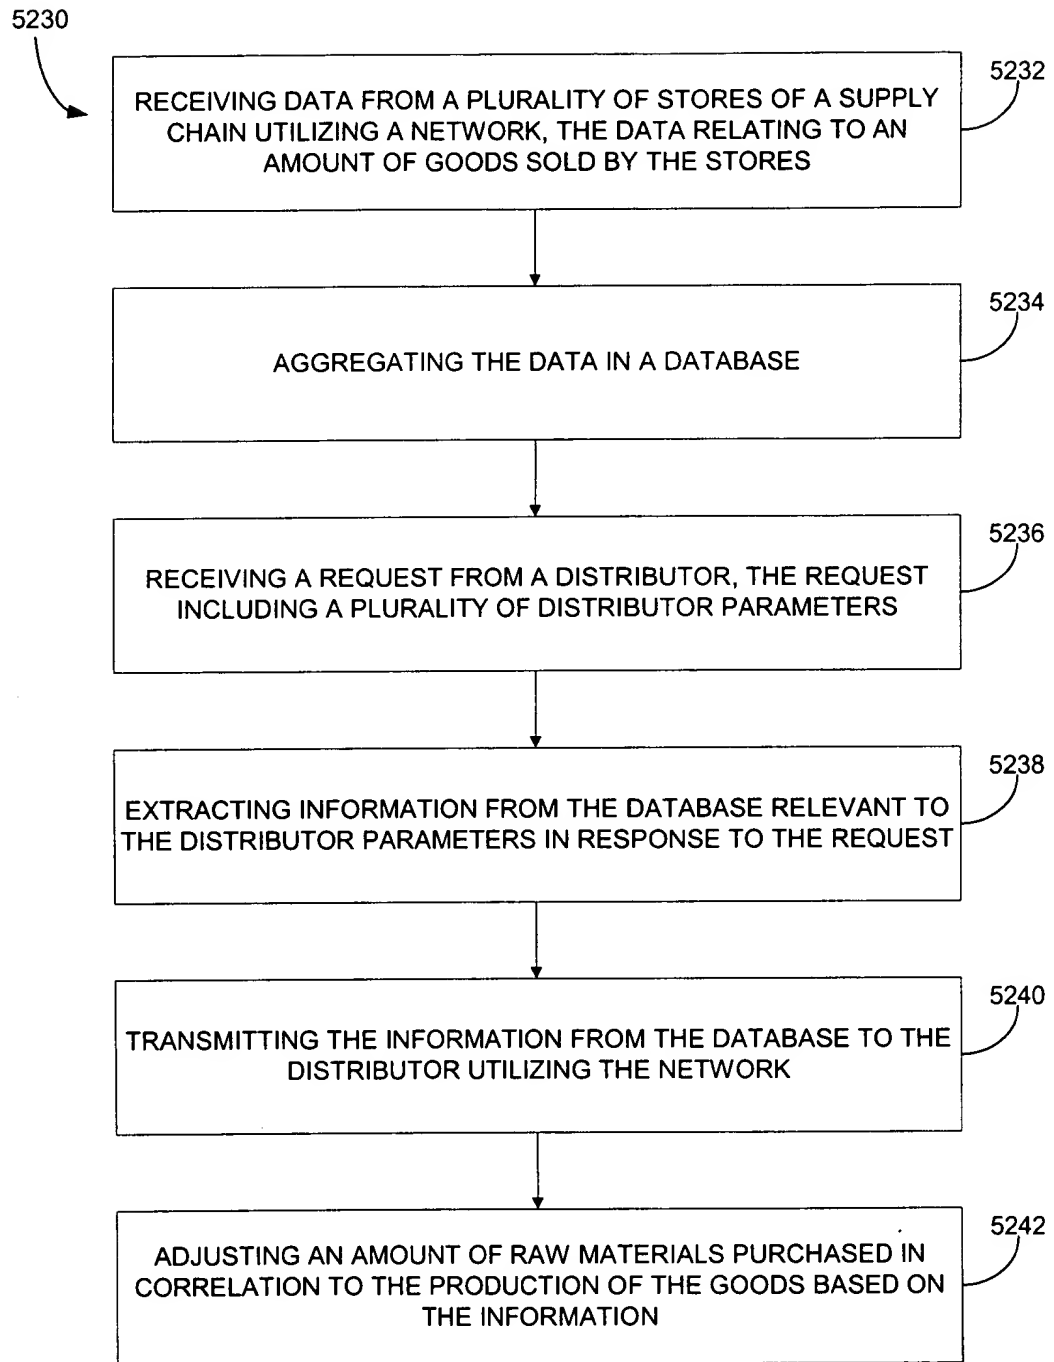 5230
5232
RECEIVING DATA FROM A PLURALITY OF STORES OF A SUPPLY
CHAIN UTILIZING A NETWORK, THE DATA RELATING TO AN
AMOUNT OF GOODS SOLD BY THE STORES
5234
AGGREGATING THE DATA IN A DATABASE
5236
RECEIVING A REQUEST FROM A DISTRIBUTOR, THE REQUEST
INCLUDING A PLURALITY OF DISTRIBUTOR PARAMETERS
5238
EXTRACTING INFORMATION FROM THE DATABASE RELEVANT TO
THE DISTRIBUTOR PARAMETERS IN RESPONSE TO THE REQUEST
5240
TRANSMITTING THE INFORMATION FROM THE DATABASE TO THE
DISTRIBUTOR UTILIZING THE NETWORK
5242
ADJUSTING AN AMOUNT OF RAW MATERIALS PURCHASED IN
CORRELATION TO THE PRODUCTION OF THE GOODS BASED ON
THE INFORMATION